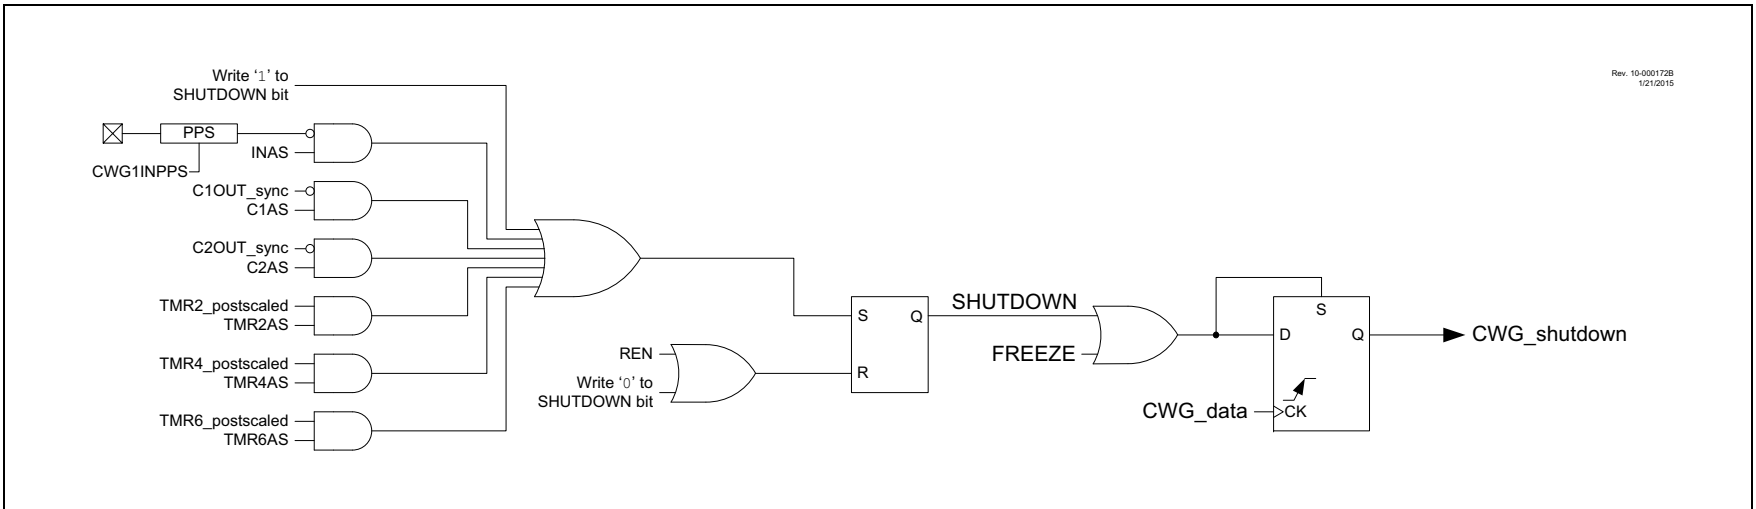 Rev. 10-000172B
1/21/2015
Write ‘1’ to
SHUTDOWN bit
PPS
INAS
CWG1INPPS
C1OUT_sync
C1AS
C2OUT_sync
C2AS
TMR2_postscaled
TMR2AS
TMR4_postscaled
TMR4AS
TMR6_postscaled
TMR6AS
REN
Write ‘0’ to
SHUTDOWN bit
S
Q
R
SHUTDOWN
FREEZE
S
D
Q
CWG_data
CK
CWG_shutdown